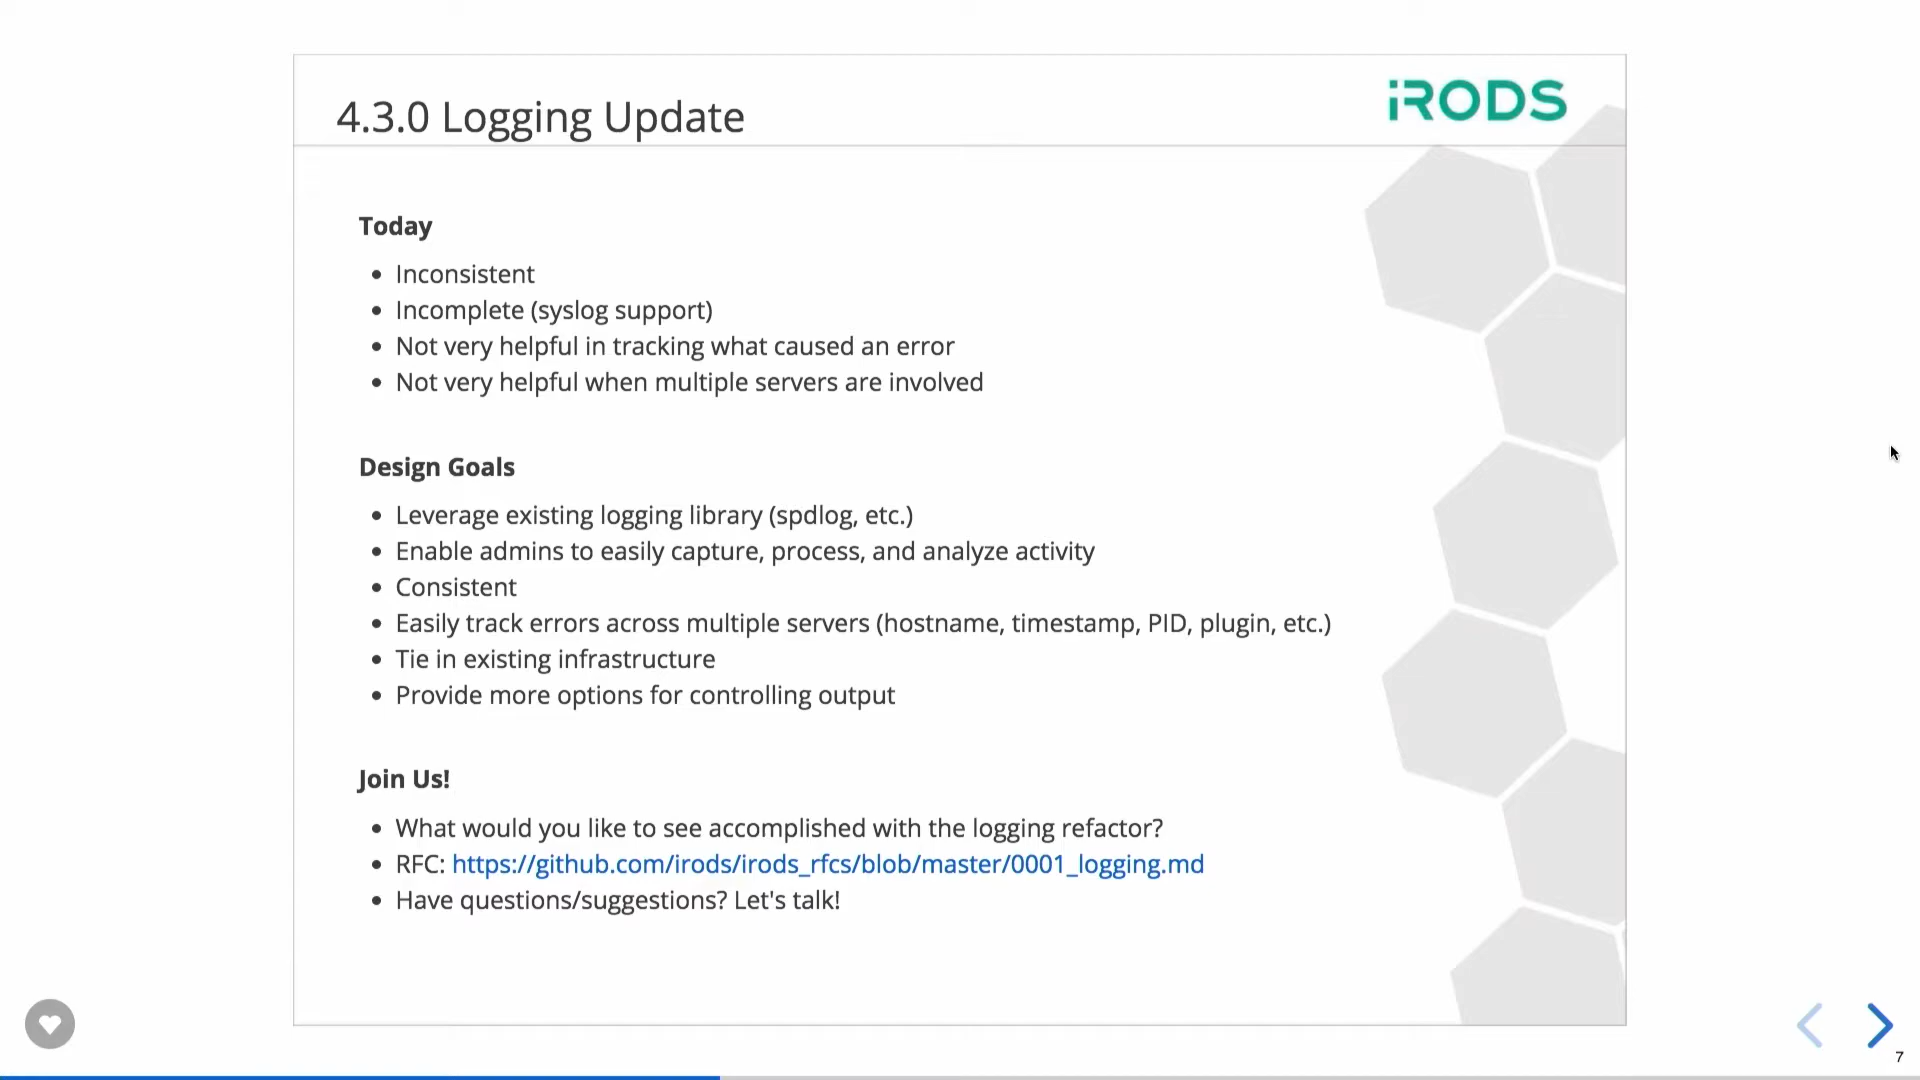 iRODS
4.3.0 Logging Update
Today
• Inconsistent
• Incomplete (syslog support)
• Not very helpful in tracking what caused an error
• Not very helpful when multiple servers are involved
Design Goals
• Leverage existing logging library (spdlog, etc.)
• Enable admins to easily capture, process, and analyze activity
• Consistent
• Easily track errors across multiple servers (hostname, timestamp, PID, plugin, etc.)
• Tie in existing infrastructure
• Provide more options for controlling output
Join Us!
• What would you like to see accomplished with the logging refactor?
• RFC: https://github.com/irods/irods_rfcs/blob/master/0001_logging.md
• Have questions/suggestions? Let's talk!
7